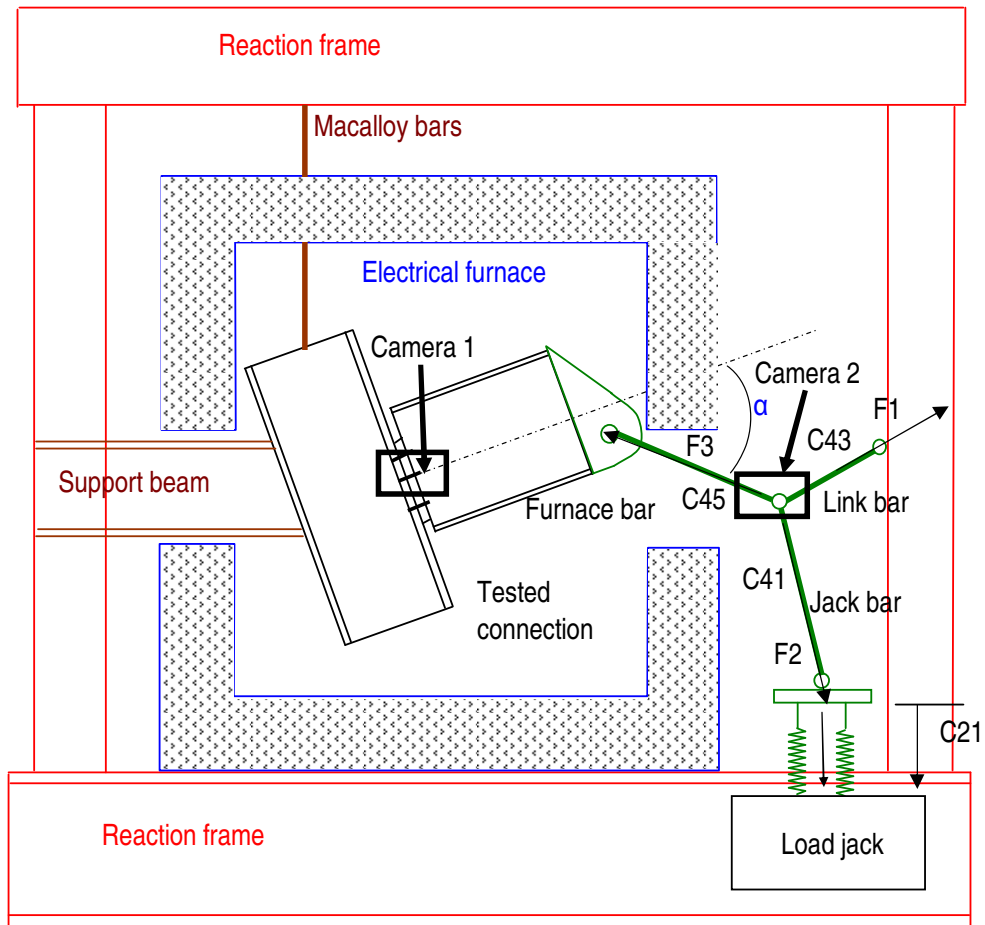 Reaction frame
Macalloy bars
Electrical furnace
Camera 1
Camera 2
α
F1
F3
C43
Support beam
C45
Link bar
Furnace bar
C41
Tested
connection
Jack bar
F2
C21
Reaction frame
Load jack